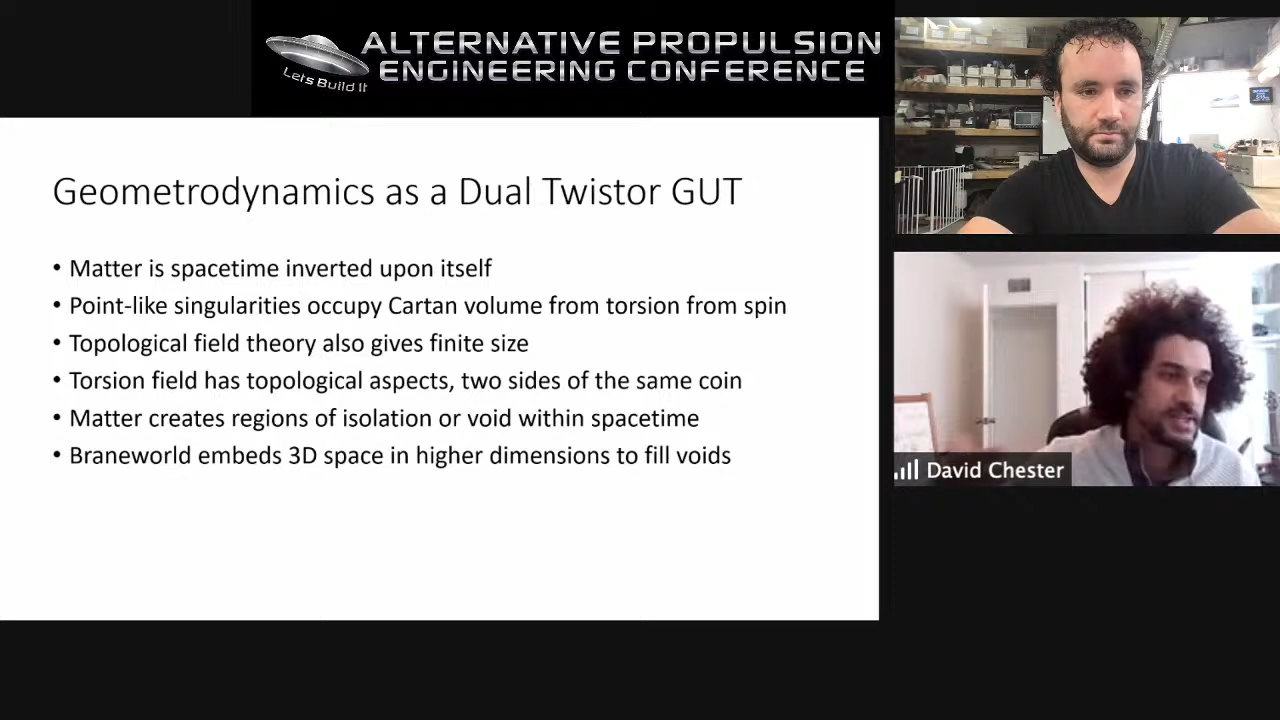 ALTERNATIVE PROPULSION
ENGINEERING CONFERENCE
Lets Build It
Geometrodynamics as a Dual Twistor GUT
• Matter is spacetime inverted upon itself
• Point-like singularities occupy Cartan volume from torsion from spin
• Topological field theory also gives finite size
• Torsion field has topological aspects, two sides of the same coin
• Matter creates regions of isolation or void within spacetime
• Braneworld embeds 3D space in higher dimensions to fill voids
David Chester